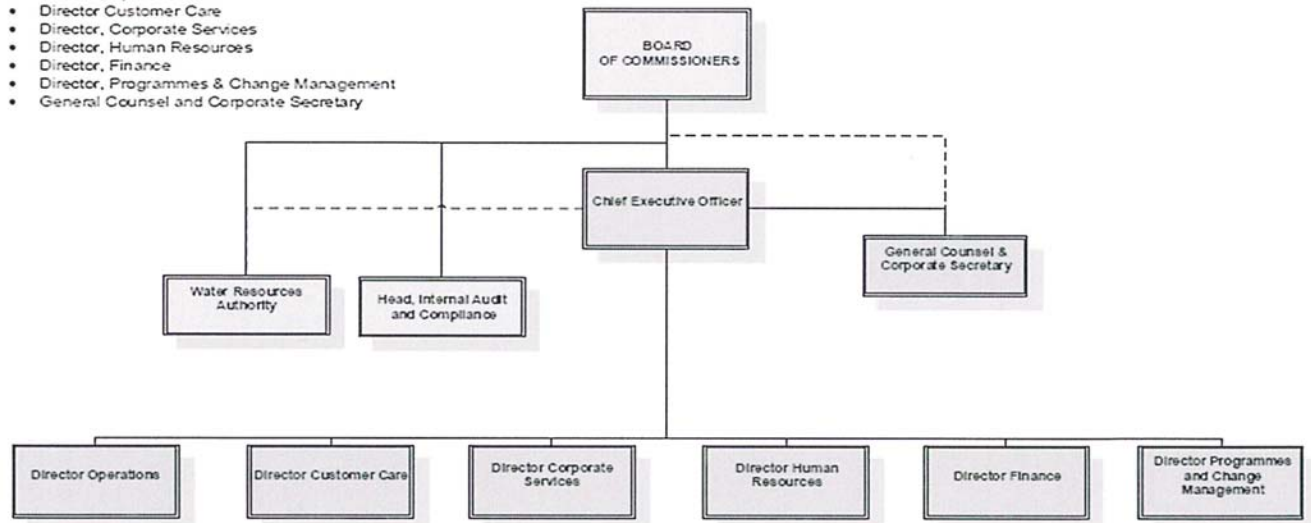 • Director Customer Care
• Director, Corporate Services
• Director, Human Resources
• Director, Finance
• Director, Programmes & Change Management
• General Counsel and Corporate Secretary
BOARD
OF COMMISSIONERS
Chief Executive Officer
General Counsel &
Corporate Secretary
Water Resources
Authority
Head, Internal Audit
and Compliance
Director Operations
Director Customer Care
Director Corporate
Services
Director Human
Resources
Director Finance
Director Programmes
and Change
Management